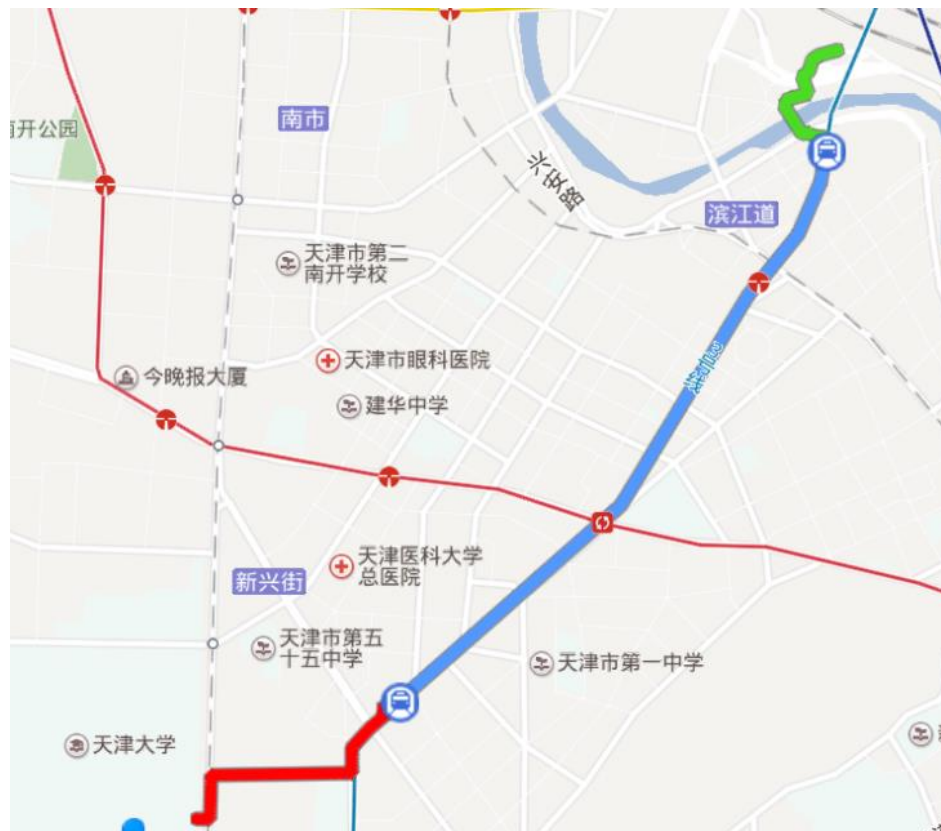 南市
南开公园
兴安路
滨江道
天津市第二
南开学校
天津市眼科医院
今晚报大厦
建华中学
天津医科大学
总医院
新兴街
天津市第五
十五中学
天津市第一中学
天津大学